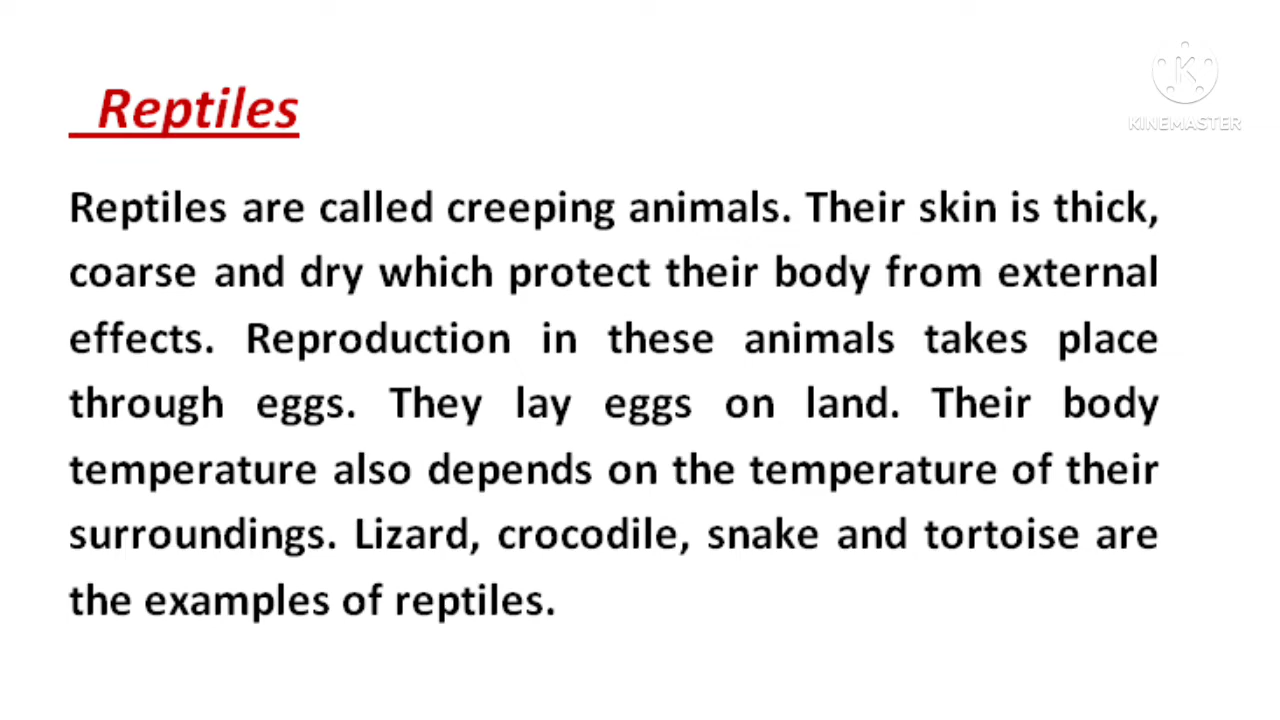 Reptiles
KINEMASTER
Reptiles are called creeping animals. Their skin is thick,
coarse and dry which protect their body from external
effects. Reproduction in these animals takes place
through eggs. They lay eggs on land. Their body
temperature also depends on the temperature of their
surroundings. Lizard, crocodile, snake and tortoise are
the examples of reptiles.